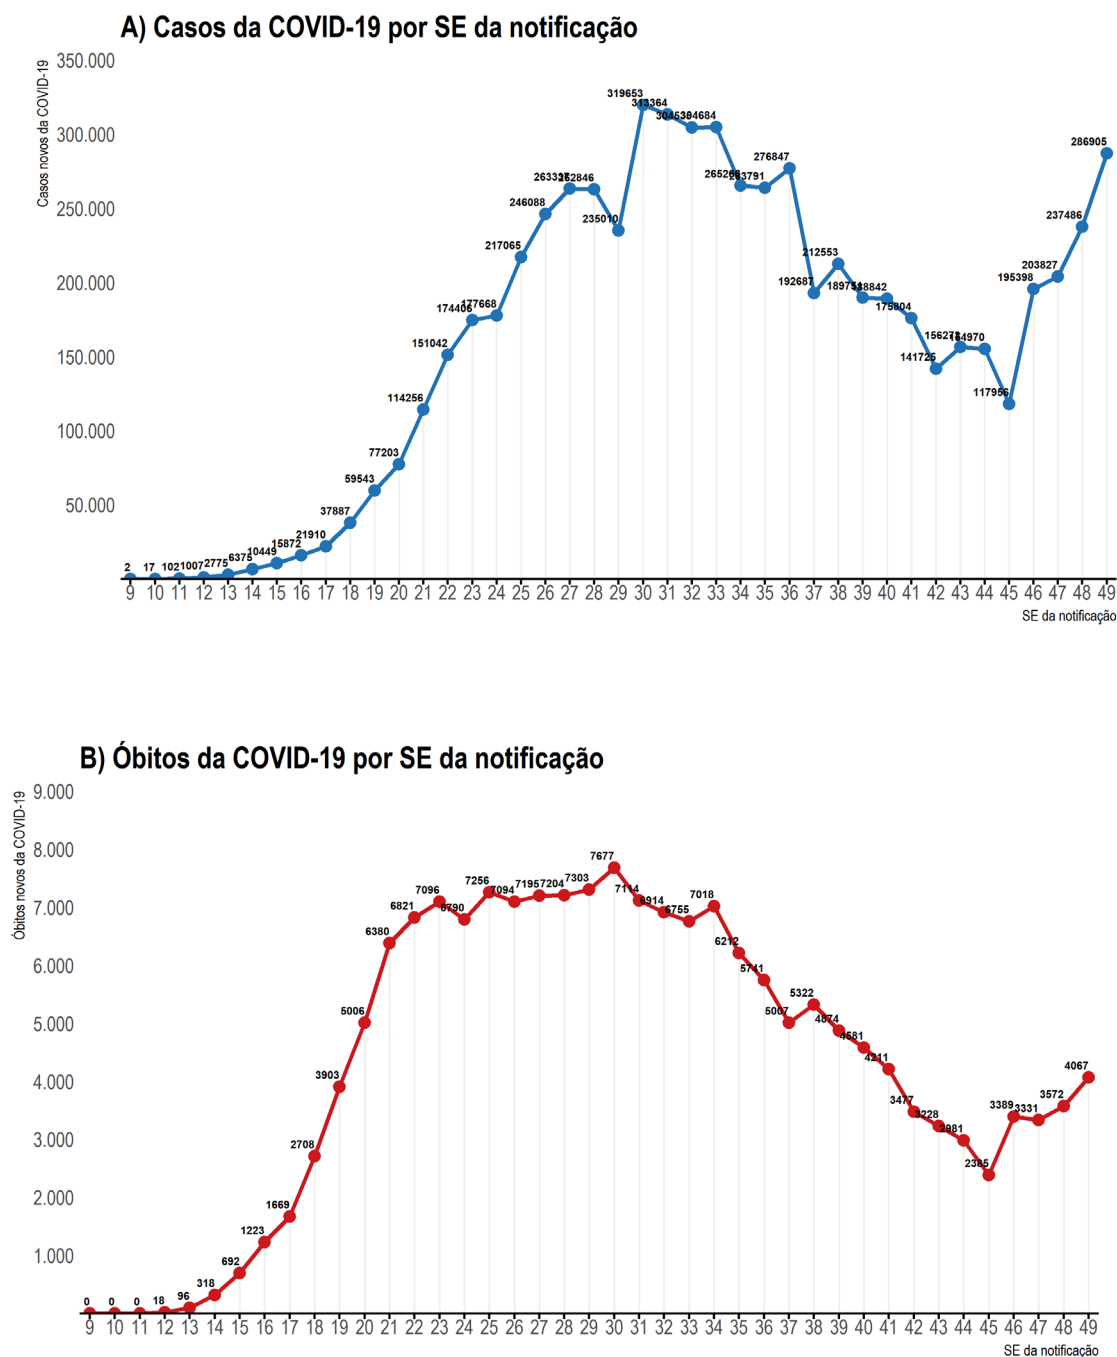 A) Casos da COVID-19 por SE da notificação
Casos novos da COVID-19
350.000
300.000
250.000
200.000
150.000
100.000
50.000
2 17 102 1007 2775 6375 10449 15872 21910 37887 59543 77203 114256 151042 174406 177668 217065 246088 262846 235010 319653 313364 304684 263791 276847 192687 212553 188842 175804 141725 154970 117956 195398 203827 237486 286905
9 10 11 12 13 14 15 16 17 18 19 20 21 22 23 24 25 26 27 28 29 30 31 32 33 34 35 36 37 38 39 40 41 42 43 44 45 46 47 48 49
SE da notificação
B) Óbitos da COVID-19 por SE da notificação
Óbitos novos da COVID-19
9.000
8.000
7.000
6.000
5.000
4.000
3.000
2.000
1.000
0 0 0 18 96 318 692 1223 1669 2708 3903 5006 6380 6821 7096 6790 7256 7094 7195 7204 7303 7677 7114 6914 6755 7018 6212 5741 5007 5322 4874 4581 4211 3477 3228 2981 2385 3389 3331 3572 4067
9 10 11 12 13 14 15 16 17 18 19 20 21 22 23 24 25 26 27 28 29 30 31 32 33 34 35 36 37 38 39 40 41 42 43 44 45 46 47 48 49
SE da notificação